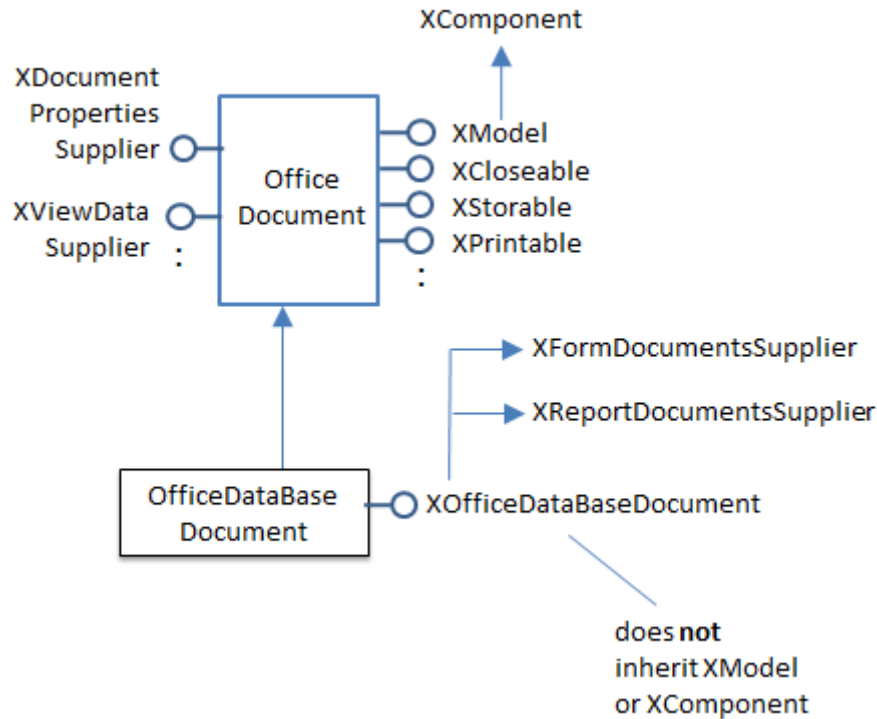 XComponent
XDocument
Properties
Supplier
XViewData
Supplier
:
Office
Document
XModel
XCloseable
XStorable
XPrintable
:
XFormDocumentsSupplier
XReportDocumentsSupplier
OfficeDataBase
Document
XOfficeDataBaseDocument
does not
inherit XModel
or XComponent